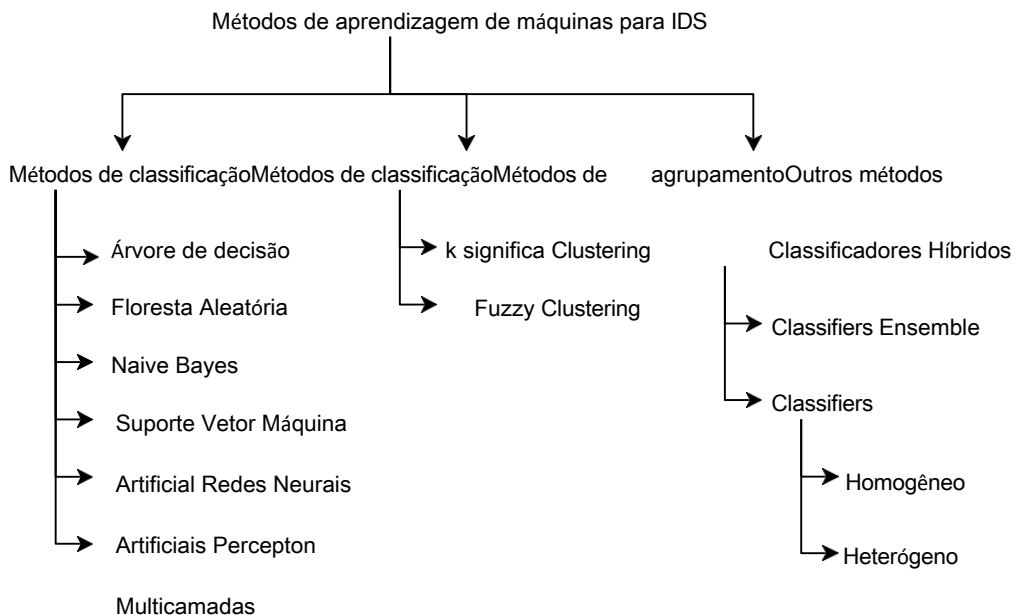 Métodos de aprendizagem de máquinas para IDS
Métodos de classificaçãoMétodos de classificaçãoMétodos de agrupamentoOutros métodos
Árvore de decisão
Floresta Aleatória
Naive Bayes
Suporte Vetor Máquina
Artificial Redes Neurais
Artificiais Percepton
Multicamadas
k significa Clustering
Fuzzy Clustering
Classificadores Híbridos
Classifiers Ensemble
Classifiers
Homogêneo
Heterógeno